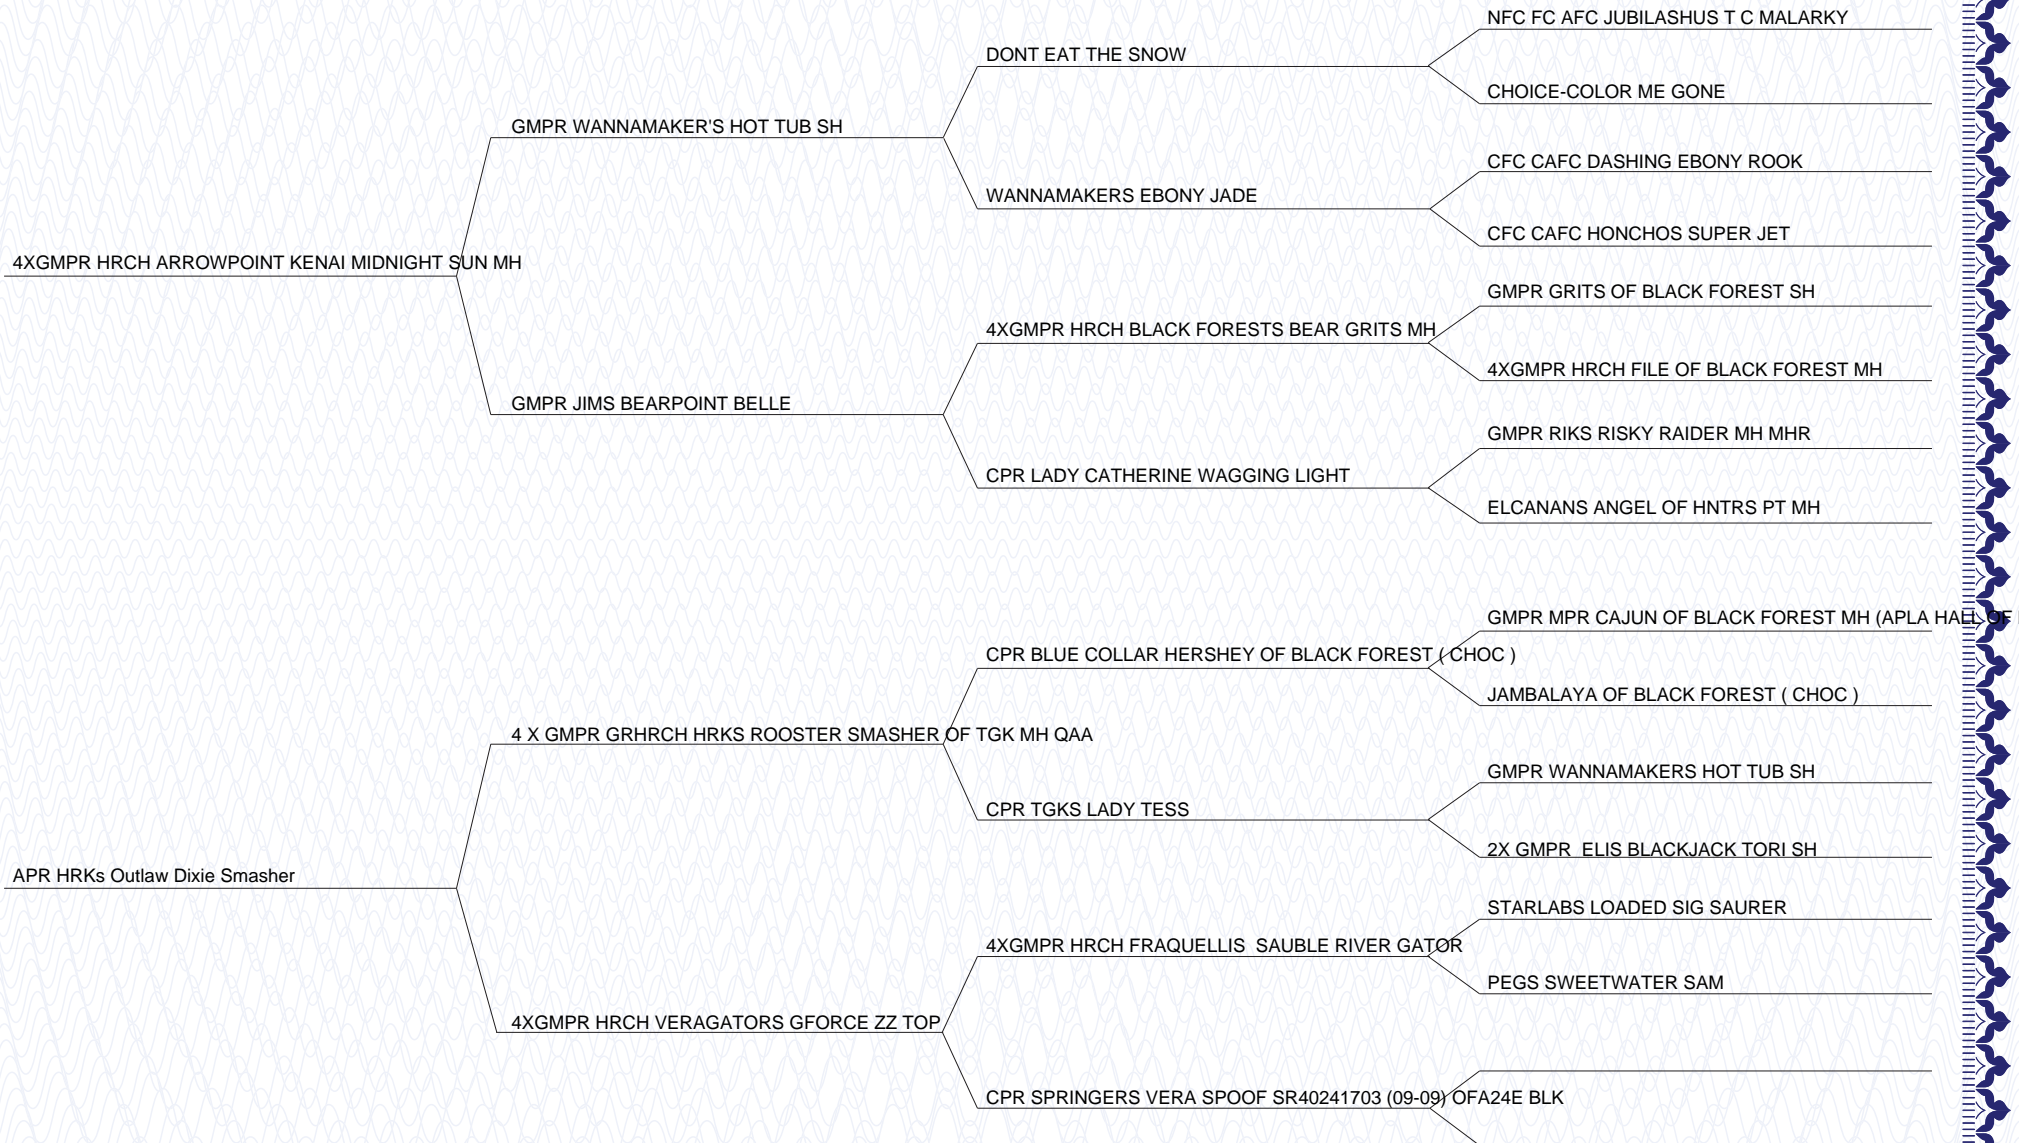 NFC FC AFC JUBILASHUS T C MALARKY
DONT EAT THE SNOW
CHOICE-COLOR ME GONE
GMPR WANNAMAKER'S HOT TUB SH
CFC CAFC DASHING EBONY ROOK
WANNAMAKERS EBONY JADE
CFC CAFC HONCHOS SUPER JET
4XGMPR HRCH ARROWPOINT KENAI MIDNIGHT SUN MH
GMPR GRITS OF BLACK FOREST SH
4XGMPR HRCH BLACK FORESTS BEAR GRITS MH
4XGMPR HRCH FILE OF BLACK FOREST MH
GMPR JIMS BEARPOINT BELLE
GMPR RIKS RISKY RAIDER MH MHR
CPR LADY CATHERINE WAGGING LIGHT
ELCANANS ANGEL OF HNTRS PT MH
GMPR MPR CAJUN OF BLACK FOREST MH (APLA HALL OF
CPR BLUE COLLAR HERSHEY OF BLACK FOREST ( CHOC )
JAMBALAYA OF BLACK FOREST ( CHOC )
4 X GMPR GRHRCH HRKS ROOSTER SMASHER OF TGK MH QAA
GMPR WANNAMAKERS HOT TUB SH
CPR TGKS LADY TESS
2X GMPR  ELIS BLACKJACK TORI SH
APR HRKs Outlaw Dixie Smasher
STARLABS LOADED SIG SAURER
4XGMPR HRCH FRAQUELLIS  SAUBLE RIVER GATOR
PEGS SWEETWATER SAM
4XGMPR HRCH VERAGATORS GFORCE ZZ TOP
CPR SPRINGERS VERA SPOOF SR40241703 (09-09) OFA24E BLK